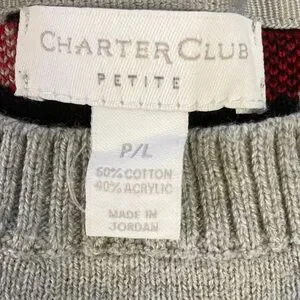 CHARTER CLUB
PETITE
P/L
60% COTTON
40% ACRYLIC
MADE IN
JORDAN